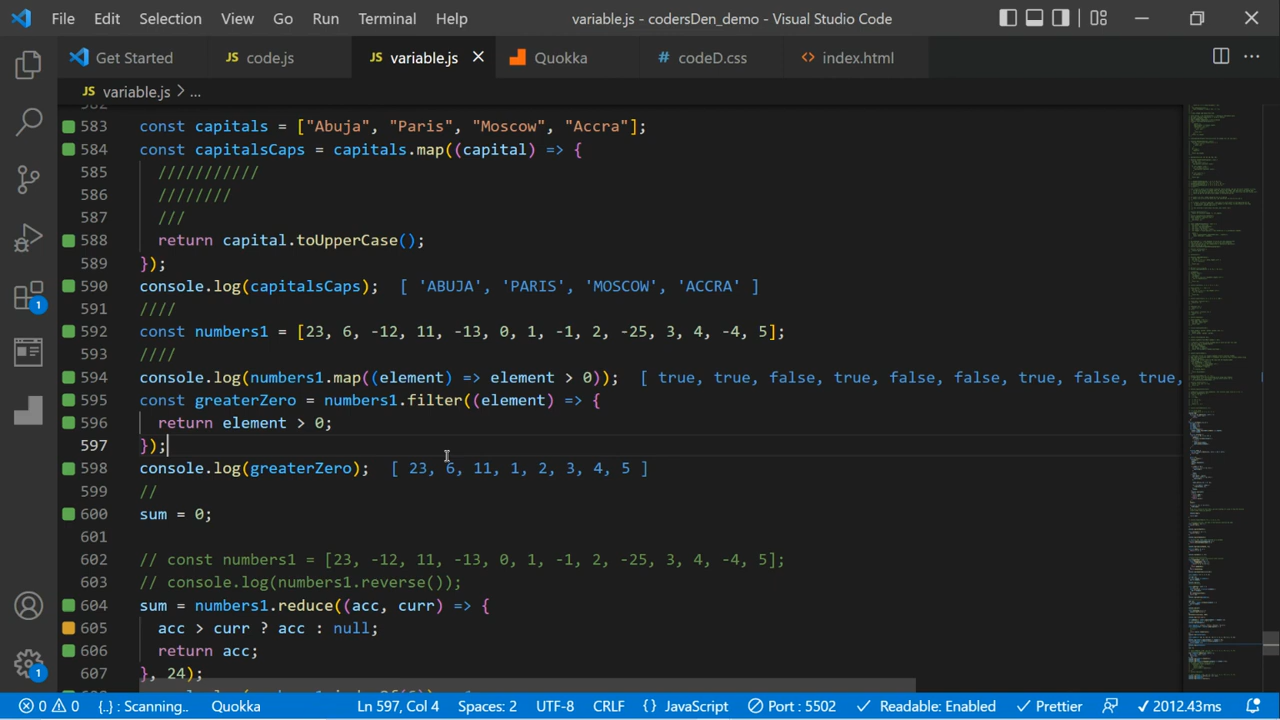 File Edit Selection View Go Run Terminal Help variable.js - codersDen_demo - Visual Studio Code
Get Started JS code.js JS variable.js Quokka # codeD.css <> index.html
variable.js > ...
583 const capitals = ["Abuja", "Paris", "Moscow", "Accra"];
584 const capitalsCaps = capitals.map((capital) => {
585 ///////////
586 ////////
587 ///
588 return capital.toUpperCase();
589 });
590 console.log(capitalsCaps); [ 'ABUJA', 'PARIS', 'MOSCOW', 'ACCRA' ]
591 ////
592 const numbers1 = [23, 6, -12, 11, -13, 0, 1, -1, 2, -25, 3, 4, -4, 5];
593 ////
594 console.log(numbers1.map((element) => element > 0)); [ true, true, false, true, false, false, true, false, true,
595 const greaterZero = numbers1.filter((element) => {
596 return element > 0;
597 });
598 console.log(greaterZero); [ 23, 6, 11, 1, 2, 3, 4, 5 ]
599 //
600 sum = 0;
601
602 // const numbers1 = [23, -12, 11, -13, 0, 1, -1, 2, -25, 3, 4, -4, 5];
603 // console.log(numbers1.reverse());
604 sum = numbers1.reduce((acc, curr) => {
605 acc > curr ? acc : null;
606 return acc;
607 }, 24);
0 0 {..} : Scanning.. Quokka Ln 597, Col 4 Spaces: 2 UTF-8 CRLF {} JavaScript Port : 5502 Readable: Enabled Prettier 2012.43ms
1
1